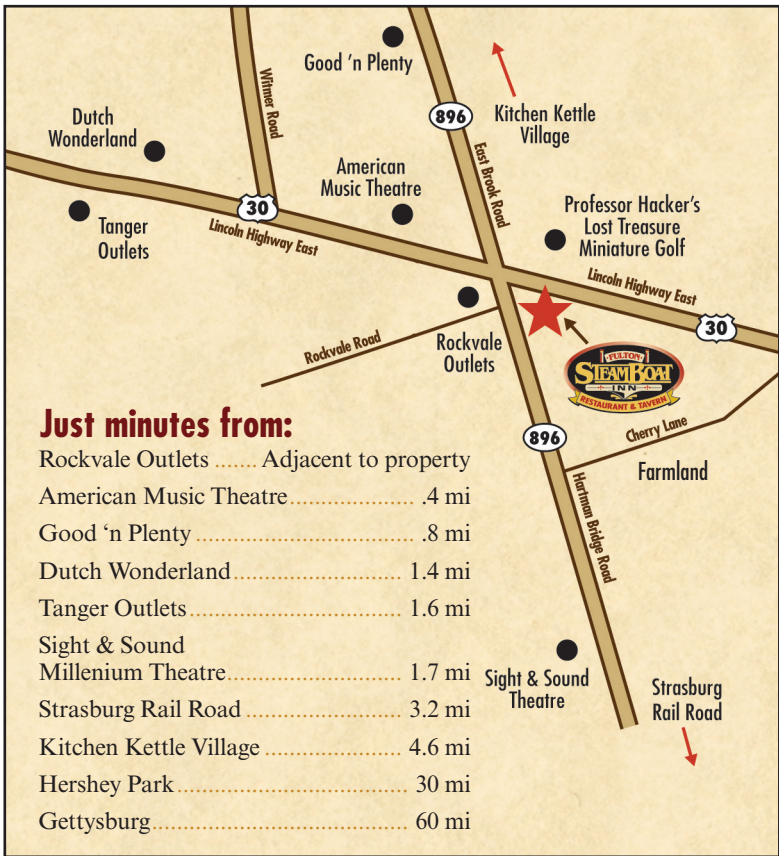 Good ’n Plenty
Witmer Road
896
Kitchen Kettle
Village
Dutch
Wonderland
East Brook Road
American
Music Theatre
30
Professor Hacker’s
Lost Treasure
Miniature Golf
Tanger
Outlets
Lincoln Highway East
Lincoln Highway East
30
Rockvale Road
Rockvale
Outlets
FULTON
STEAMBOAT
INN
RESTAURANT & TAVERN
896
Cherry Lane
Farmland
Hartman Bridge Road
Just minutes from:
Rockvale Outlets ....... Adjacent to property
American Music Theatre.................. .4 mi
Good ‘n Plenty .............................. .8 mi
Dutch Wonderland......................... 1.4 mi
Tanger Outlets............................... 1.6 mi
Sight & Sound
Millenium Theatre.......................... 1.7 mi
Strasburg Rail Road ....................... 3.2 mi
Kitchen Kettle Village .................... 4.6 mi
Hershey Park.................................. 30 mi
Gettysburg...................................... 60 mi
Sight & Sound
Theatre
Strasburg
Rail Road